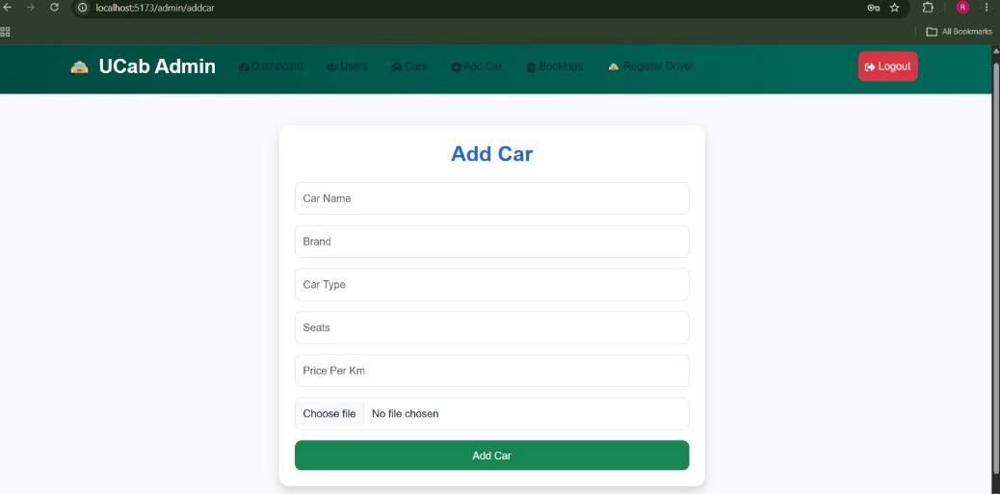 localhost:5173/admin/addcar
All Bookmarks
UCab Admin Dashboard Users Cars Add Car Bookings Register Driver Logout
Add Car
Car Name
Brand
Car Type
Seats
Price Per Km
Choose file No file chosen
Add Car